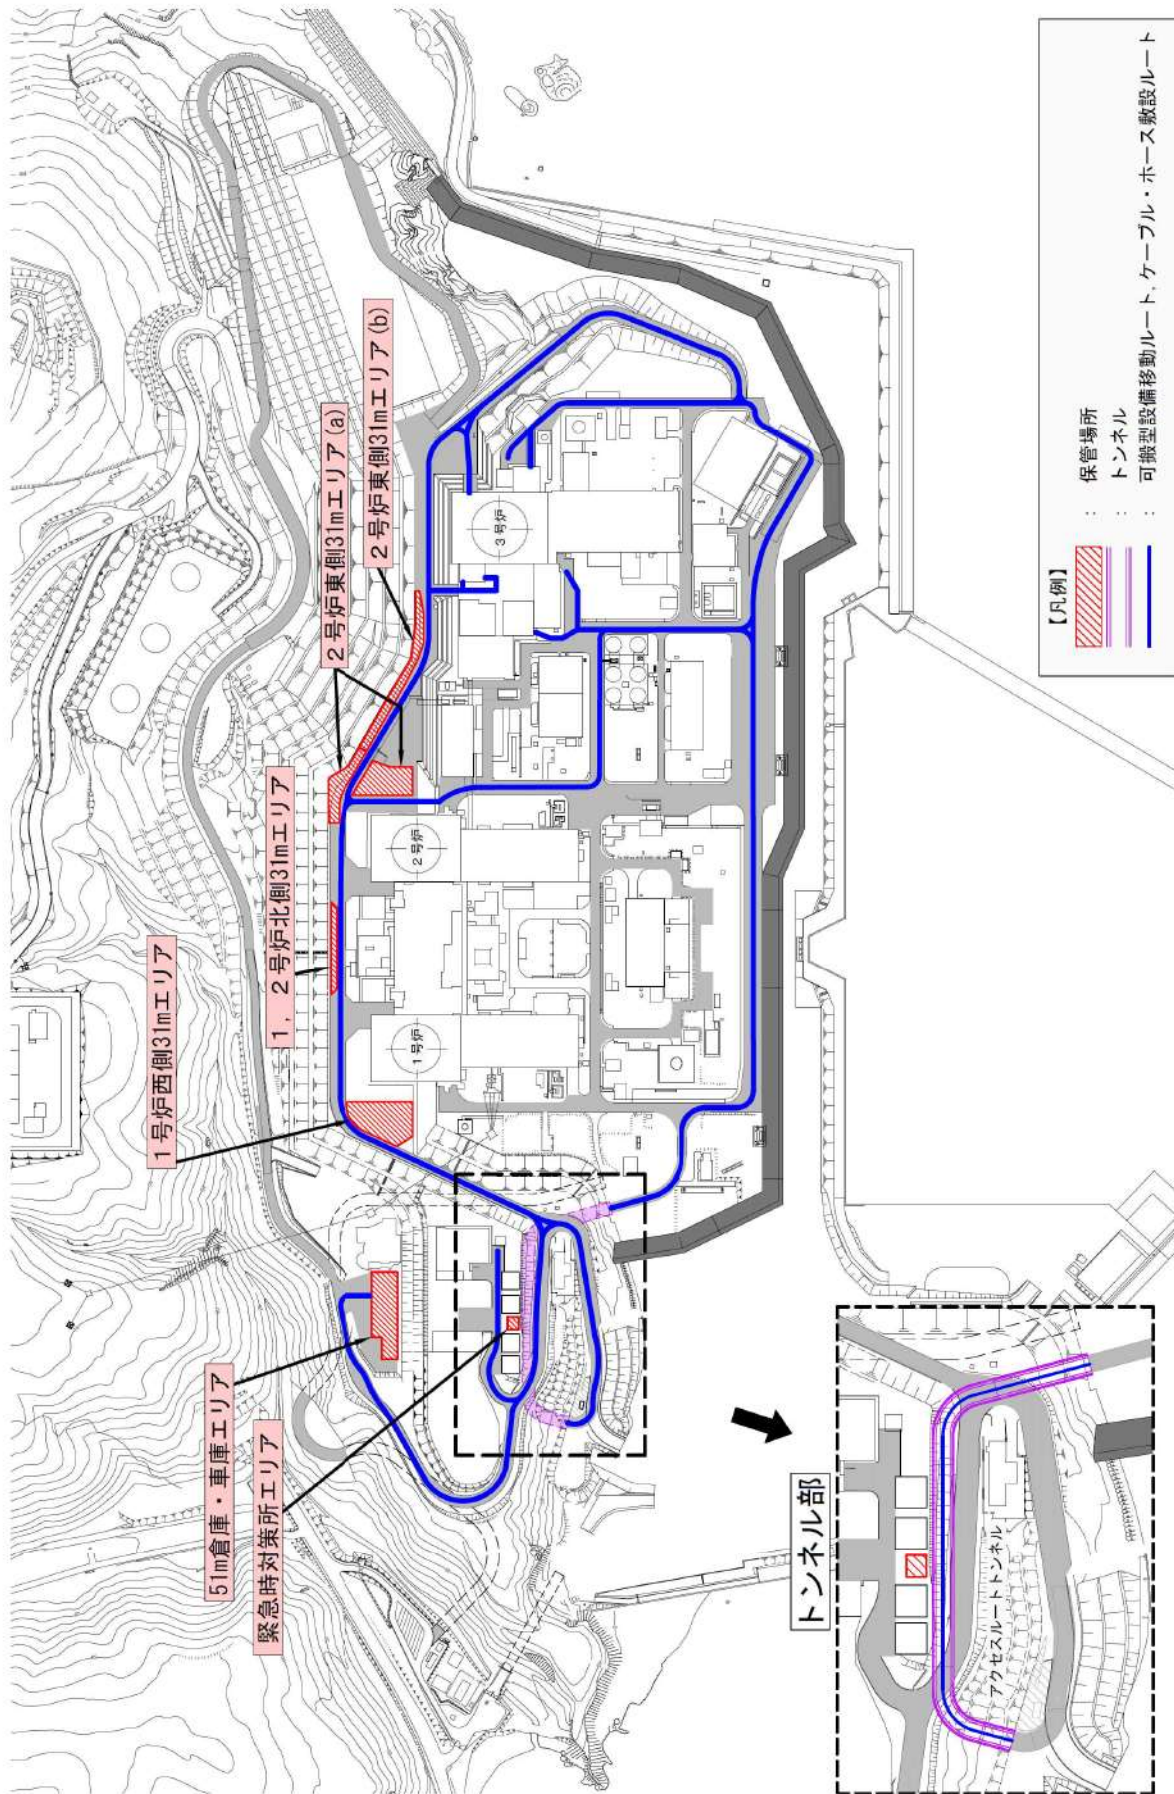 51m倉庫・車庫エリア
緊急時対策所エリア
1号炉西側31mエリア
1,2号炉北側31mエリア
2号炉東側31mエリア(a)
2号炉東側31mエリア(b)
1号炉
2号炉
3号炉
トンネル部
アクセスルートトンネル
【凡例】
: 保管場所
: トンネル
: 可搬型設備移動ルート,ケーブル・ホース敷設ルート